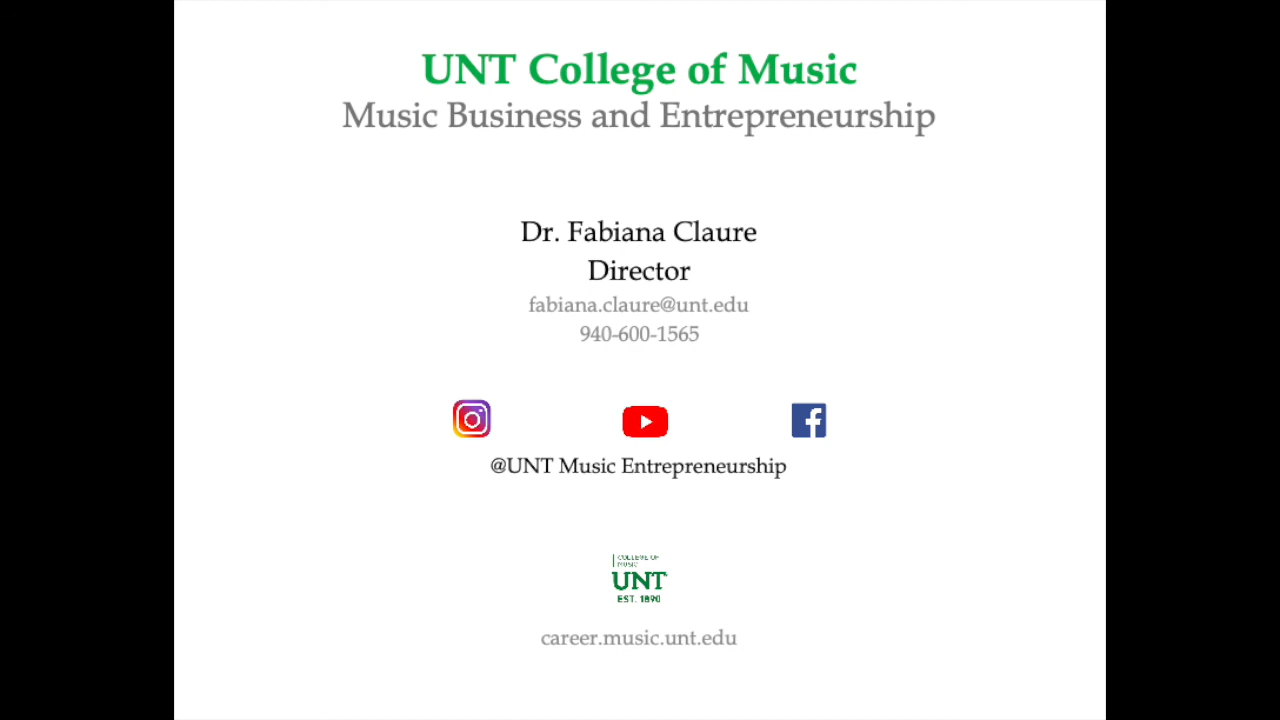 UNT College of Music
Music Business and Entrepreneurship
Dr. Fabiana Claure
Director
fabiana.claure@unt.edu
940-600-1565
@UNT Music Entrepreneurship
COLLEGE OF
MUSIC
UNT
EST. 1890
career.music.unt.edu